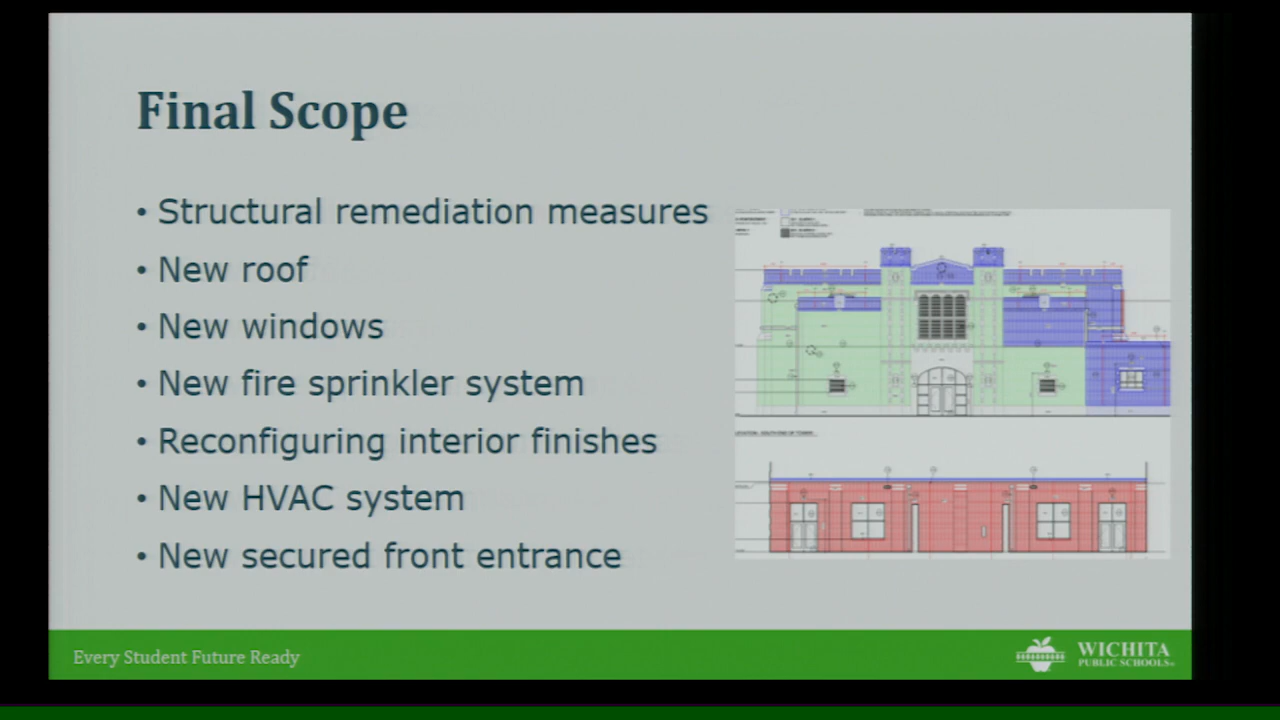 Final Scope
• Structural remediation measures
• New roof
• New windows
• New fire sprinkler system
• Reconfiguring interior finishes
• New HVAC system
• New secured front entrance
Every Student Future Ready
WICHITA
PUBLIC SCHOOLS